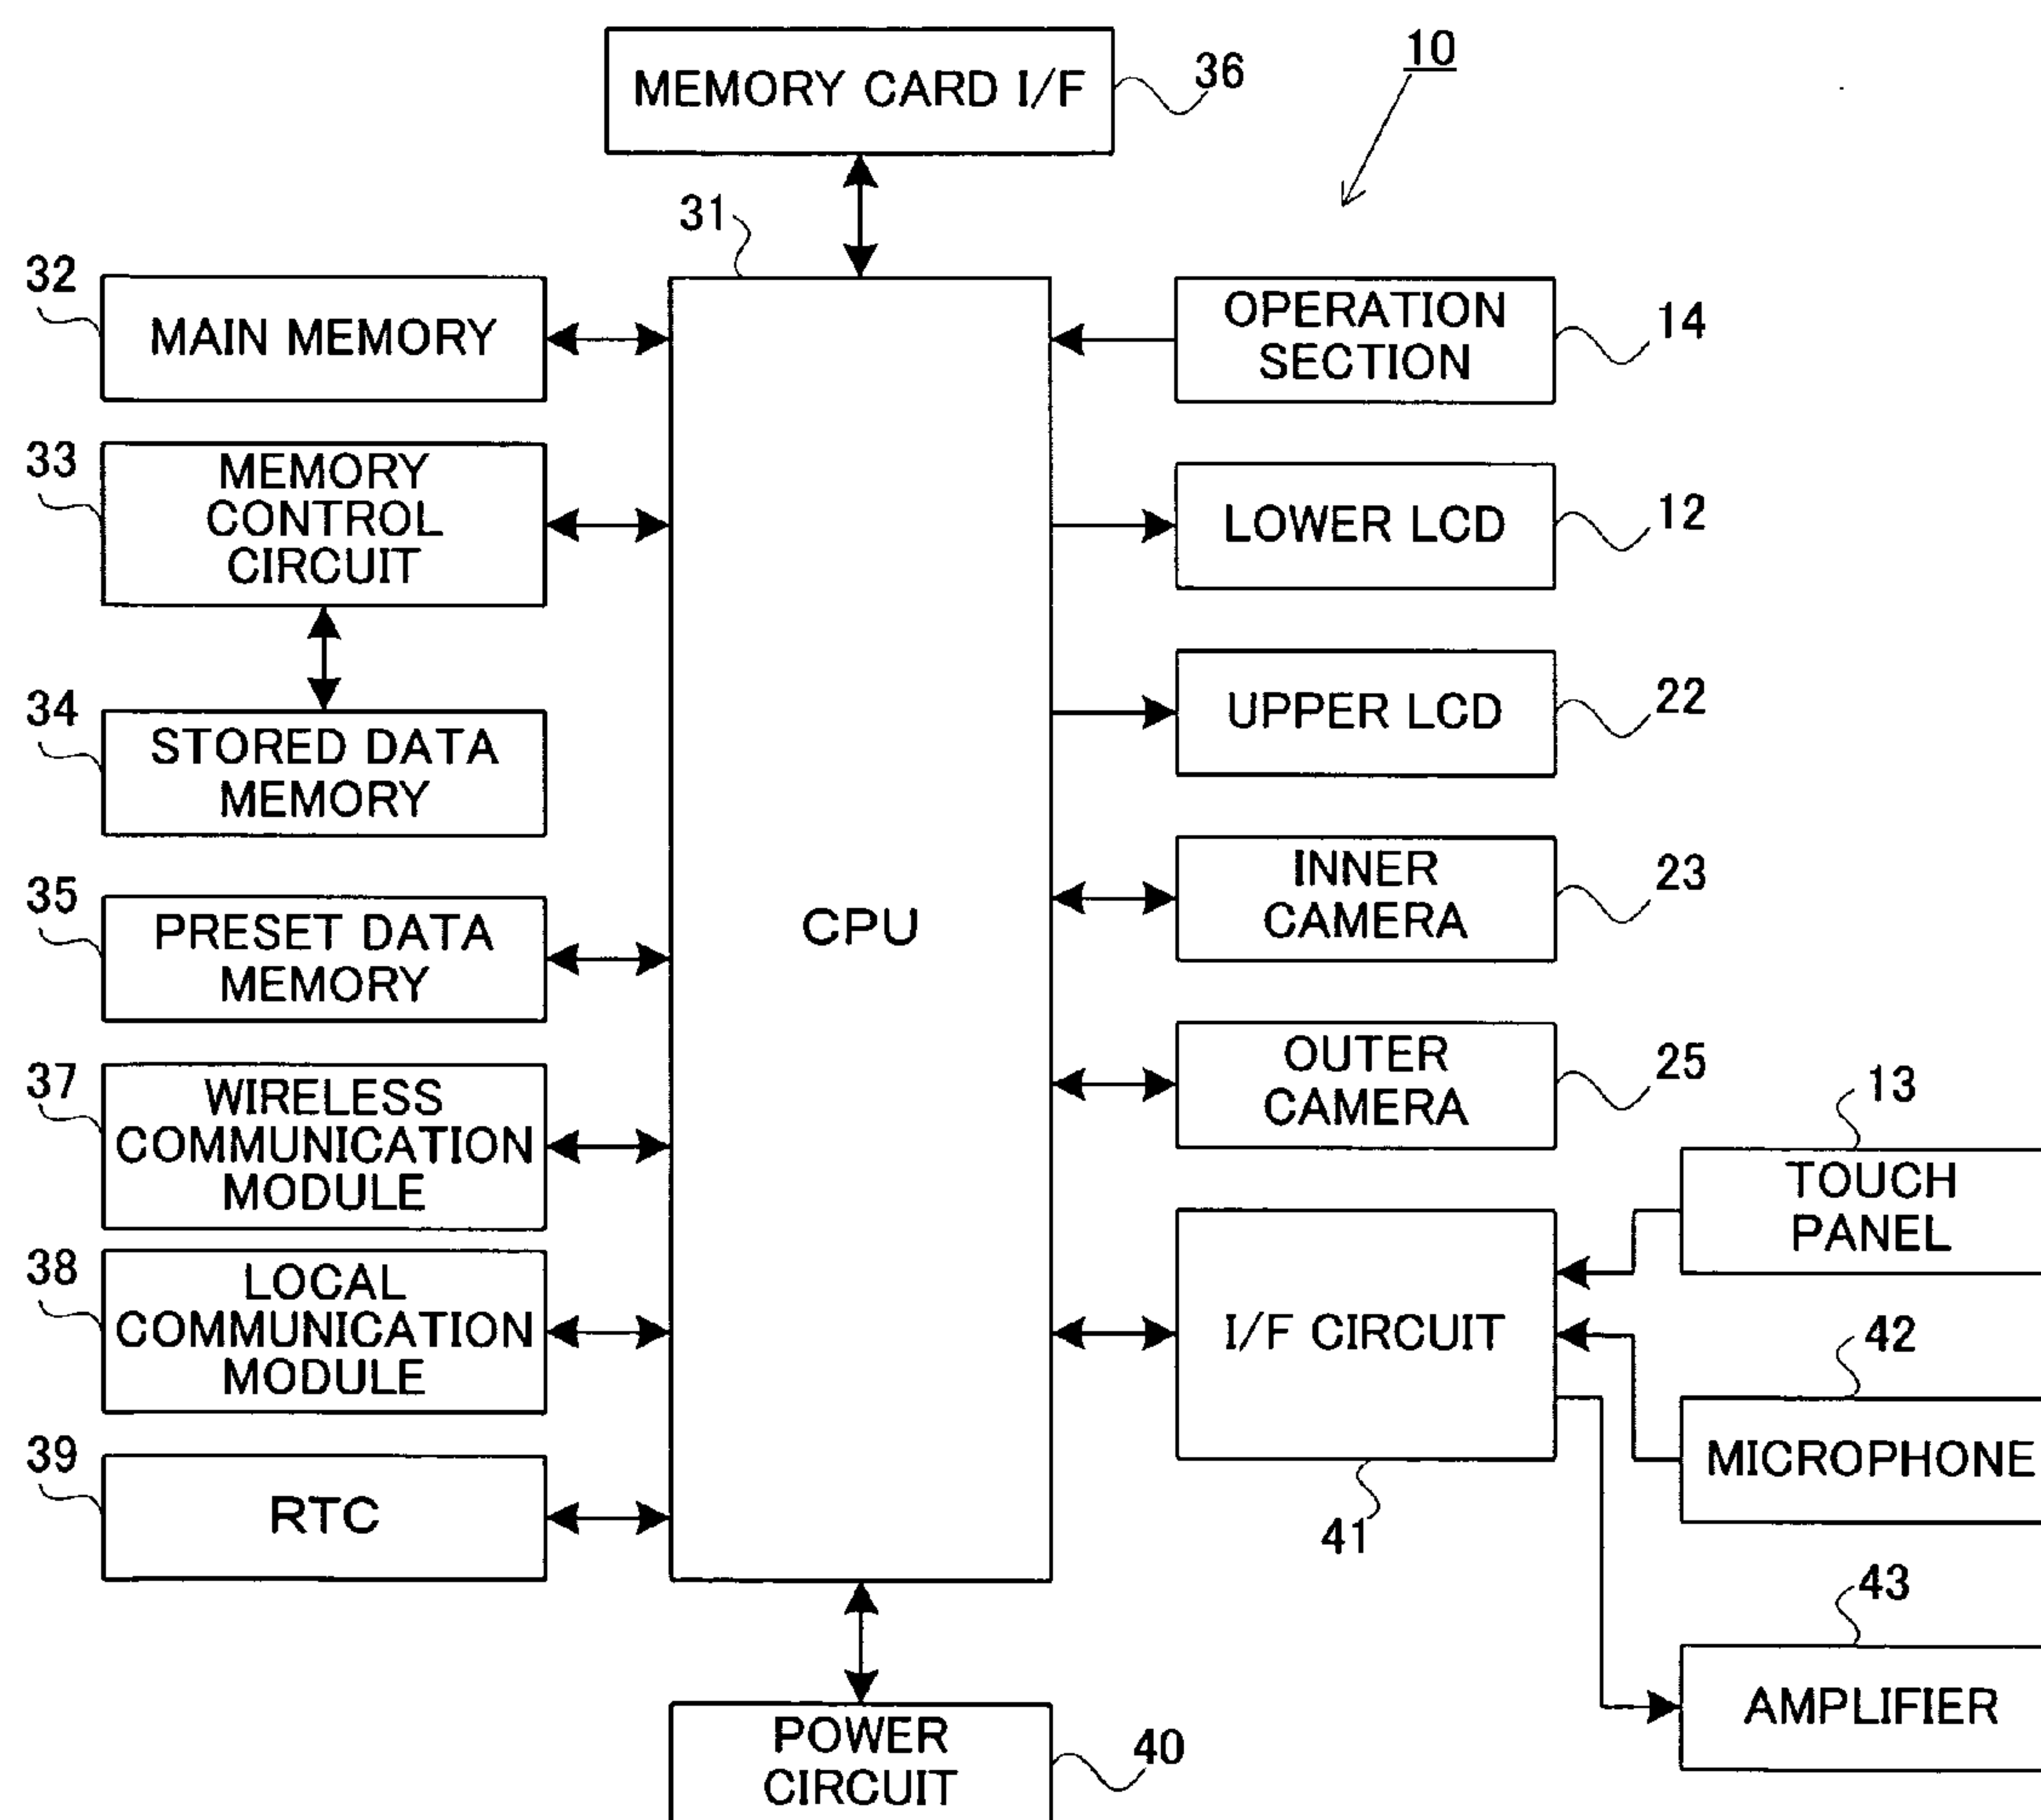 MEMORY CARD I/F
36
10
31
32
MAIN MEMORY
OPERATION
SECTION
14
33
MEMORY
CONTROL
CIRCUIT
LOWER LCD
12
34
STORED DATA
MEMORY
UPPER LCD
22
35
PRESET DATA
MEMORY
CPU
INNER
CAMERA
23
37
WIRELESS
COMMUNICATION
MODULE
OUTER
CAMERA
25
13
TOUCH
PANEL
38
LOCAL
COMMUNICATION
MODULE
I/F CIRCUIT
41
42
MICROPHONE
39
RTC
43
AMPLIFIER
POWER
CIRCUIT
40